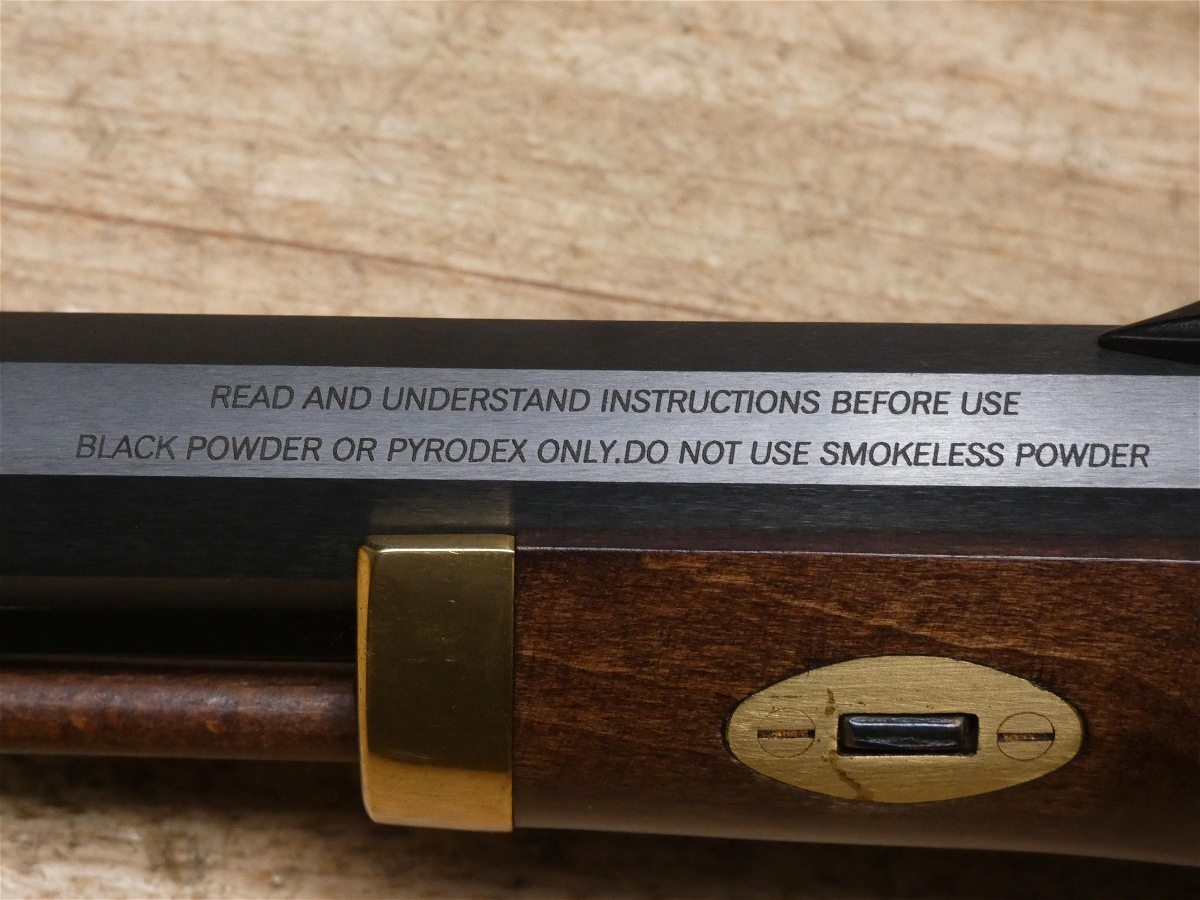 READ AND UNDERSTAND INSTRUCTIONS BEFORE USE
BLACK POWDER OR PYRODEX ONLY.DO NOT USE SMOKELESS POWDER